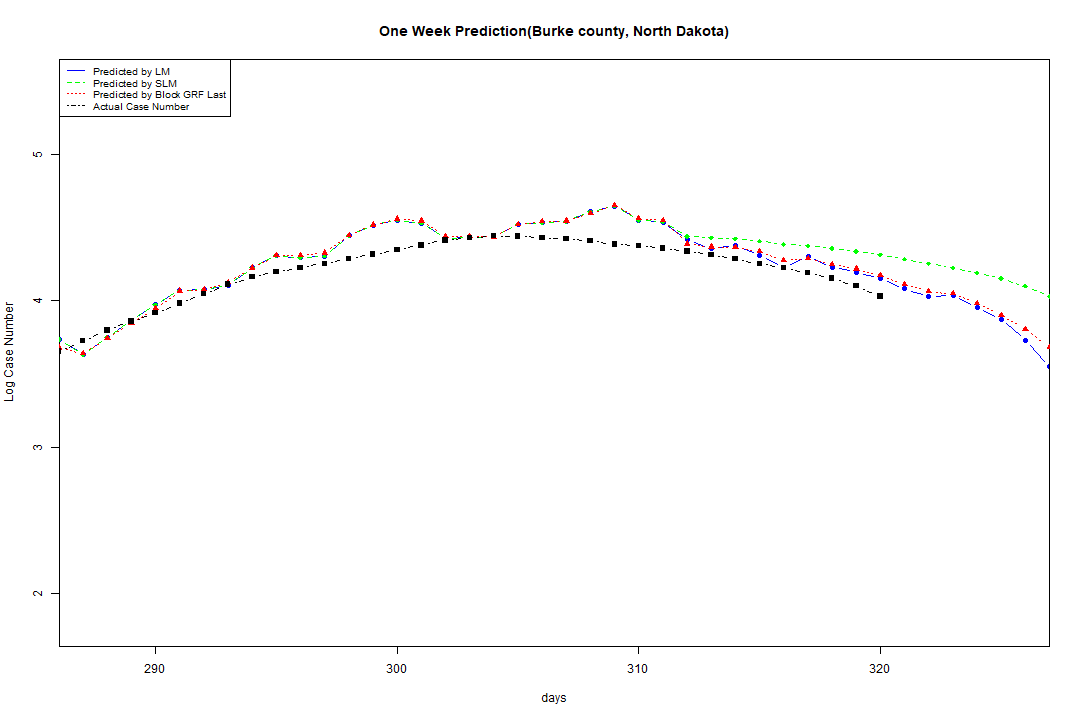 One Week Prediction(Burke county, North Dakota)
Predicted by LM
Predicted by SLM
Predicted by Block GRF Last
Actual Case Number
5
4
3
2
Log Case Number
290 300 310 320
days